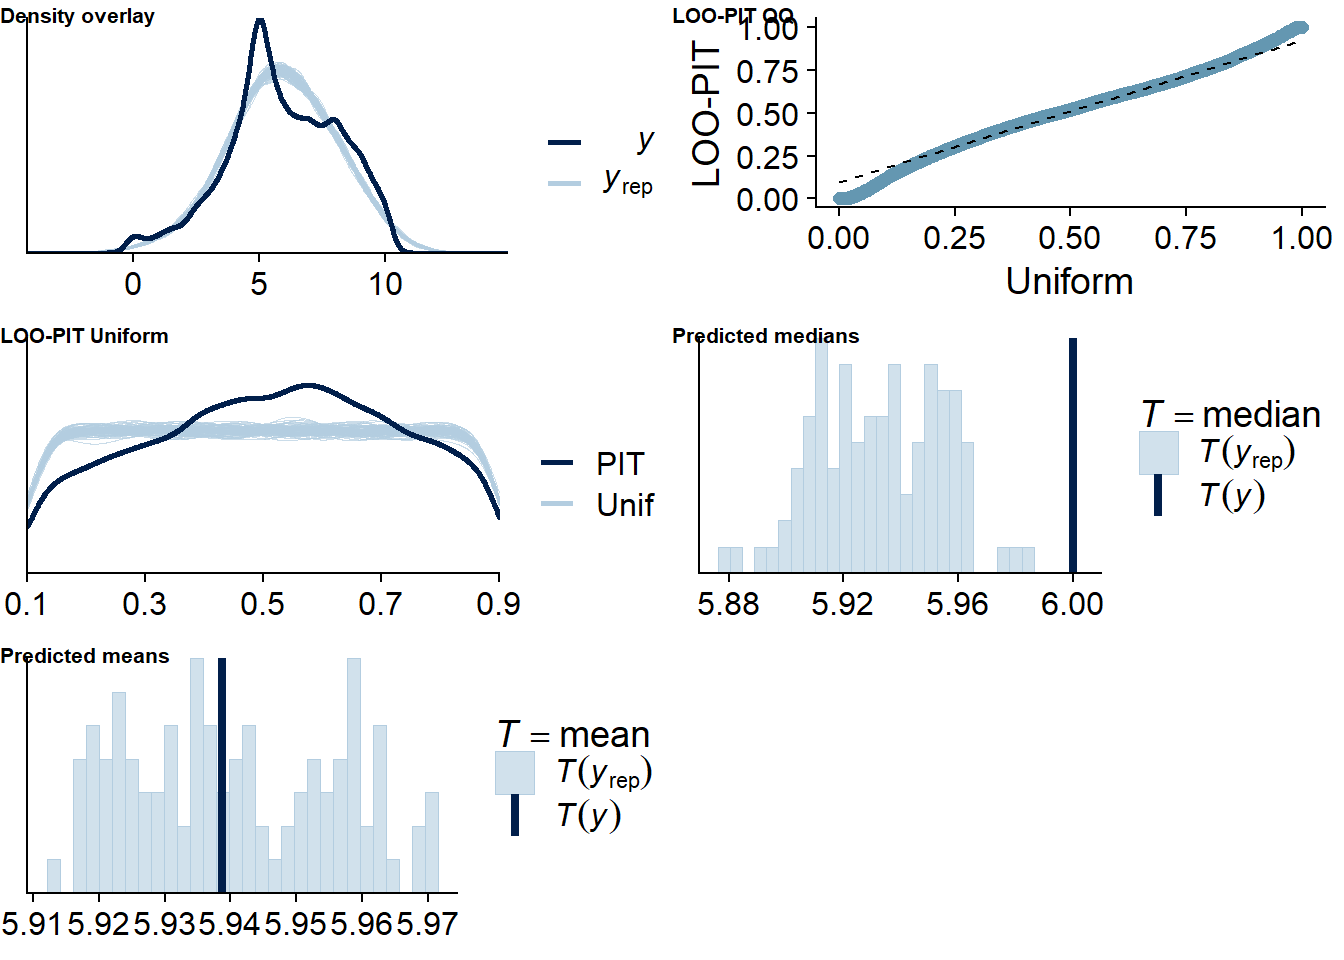 Density overlay
y
yrep
0 5 10
LOO-PIT QQ
LOO-PIT
1.00
0.75
0.50
0.25
0.00
0.00 0.25 0.50 0.75 1.00
Uniform
LOO-PIT Uniform
PIT
Unif
0.1 0.3 0.5 0.7 0.9
Predicted medians
T = median
T(yrep)
T(y)
5.88 5.92 5.96 6.00
Predicted means
T = mean
T(yrep)
T(y)
5.91 5.92 5.93 5.94 5.95 5.96 5.97